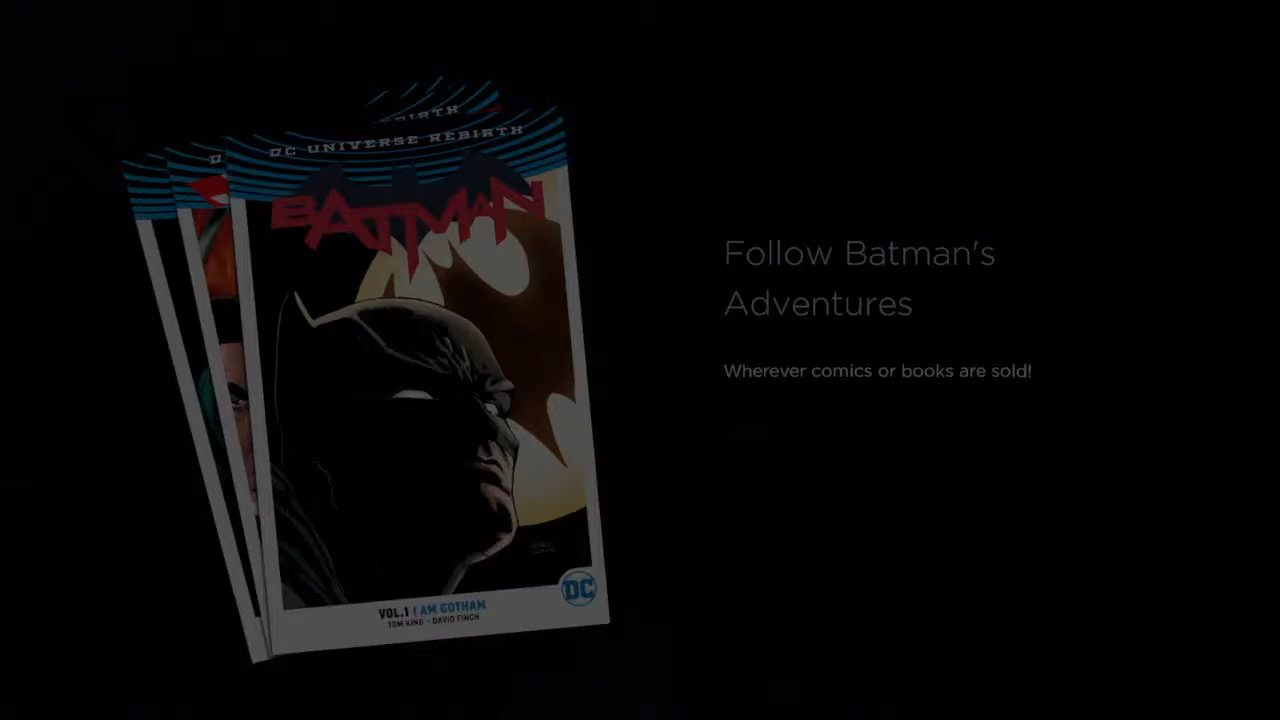 BIRTH
D
DC UNIVERSE REBIRTH
BATMAN
VOL.1 I AM GOTHAM
TOM KING - DAVID FINCH
DC
Follow Batman's
Adventures
Wherever comics or books are sold!